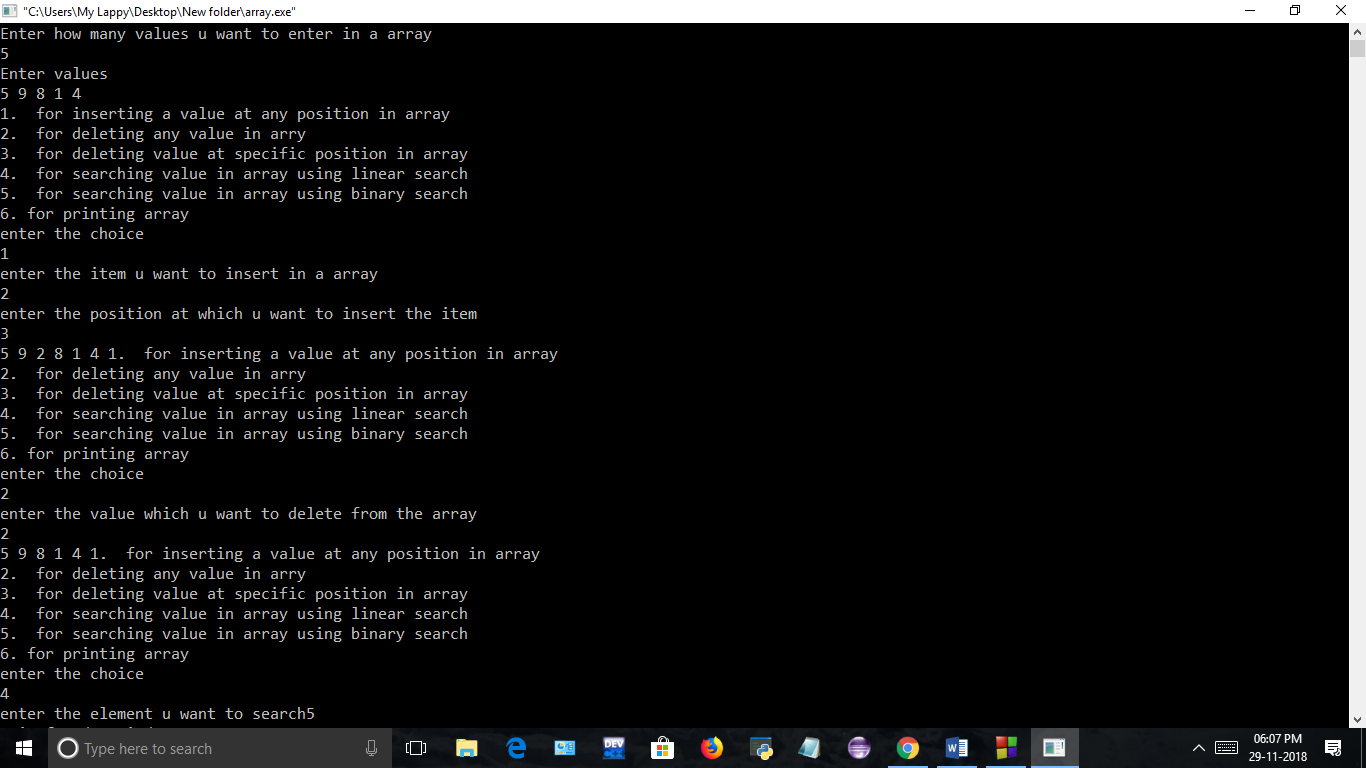 "C:\Users\My Lappy\Desktop\New folder\array.exe"
Enter how many values u want to enter in a array
5
Enter values
5 9 8 1 4
1.  for inserting a value at any position in array
2.  for deleting any value in arry
3.  for deleting value at specific position in array
4.  for searching value in array using linear search
5.  for searching value in array using binary search
6. for printing array
enter the choice
1
enter the item u want to insert in a array
2
enter the position at which u want to insert the item
3
5 9 2 8 1 4 1.  for inserting a value at any position in array
2.  for deleting any value in arry
3.  for deleting value at specific position in array
4.  for searching value in array using linear search
5.  for searching value in array using binary search
6. for printing array
enter the choice
2
enter the value which u want to delete from the array
2
5 9 8 1 4 1.  for inserting a value at any position in array
2.  for deleting any value in arry
3.  for deleting value at specific position in array
4.  for searching value in array using linear search
5.  for searching value in array using binary search
6. for printing array
enter the choice
4
enter the element u want to search5
Type here to search
DEV
06:07 PM
29-11-2018